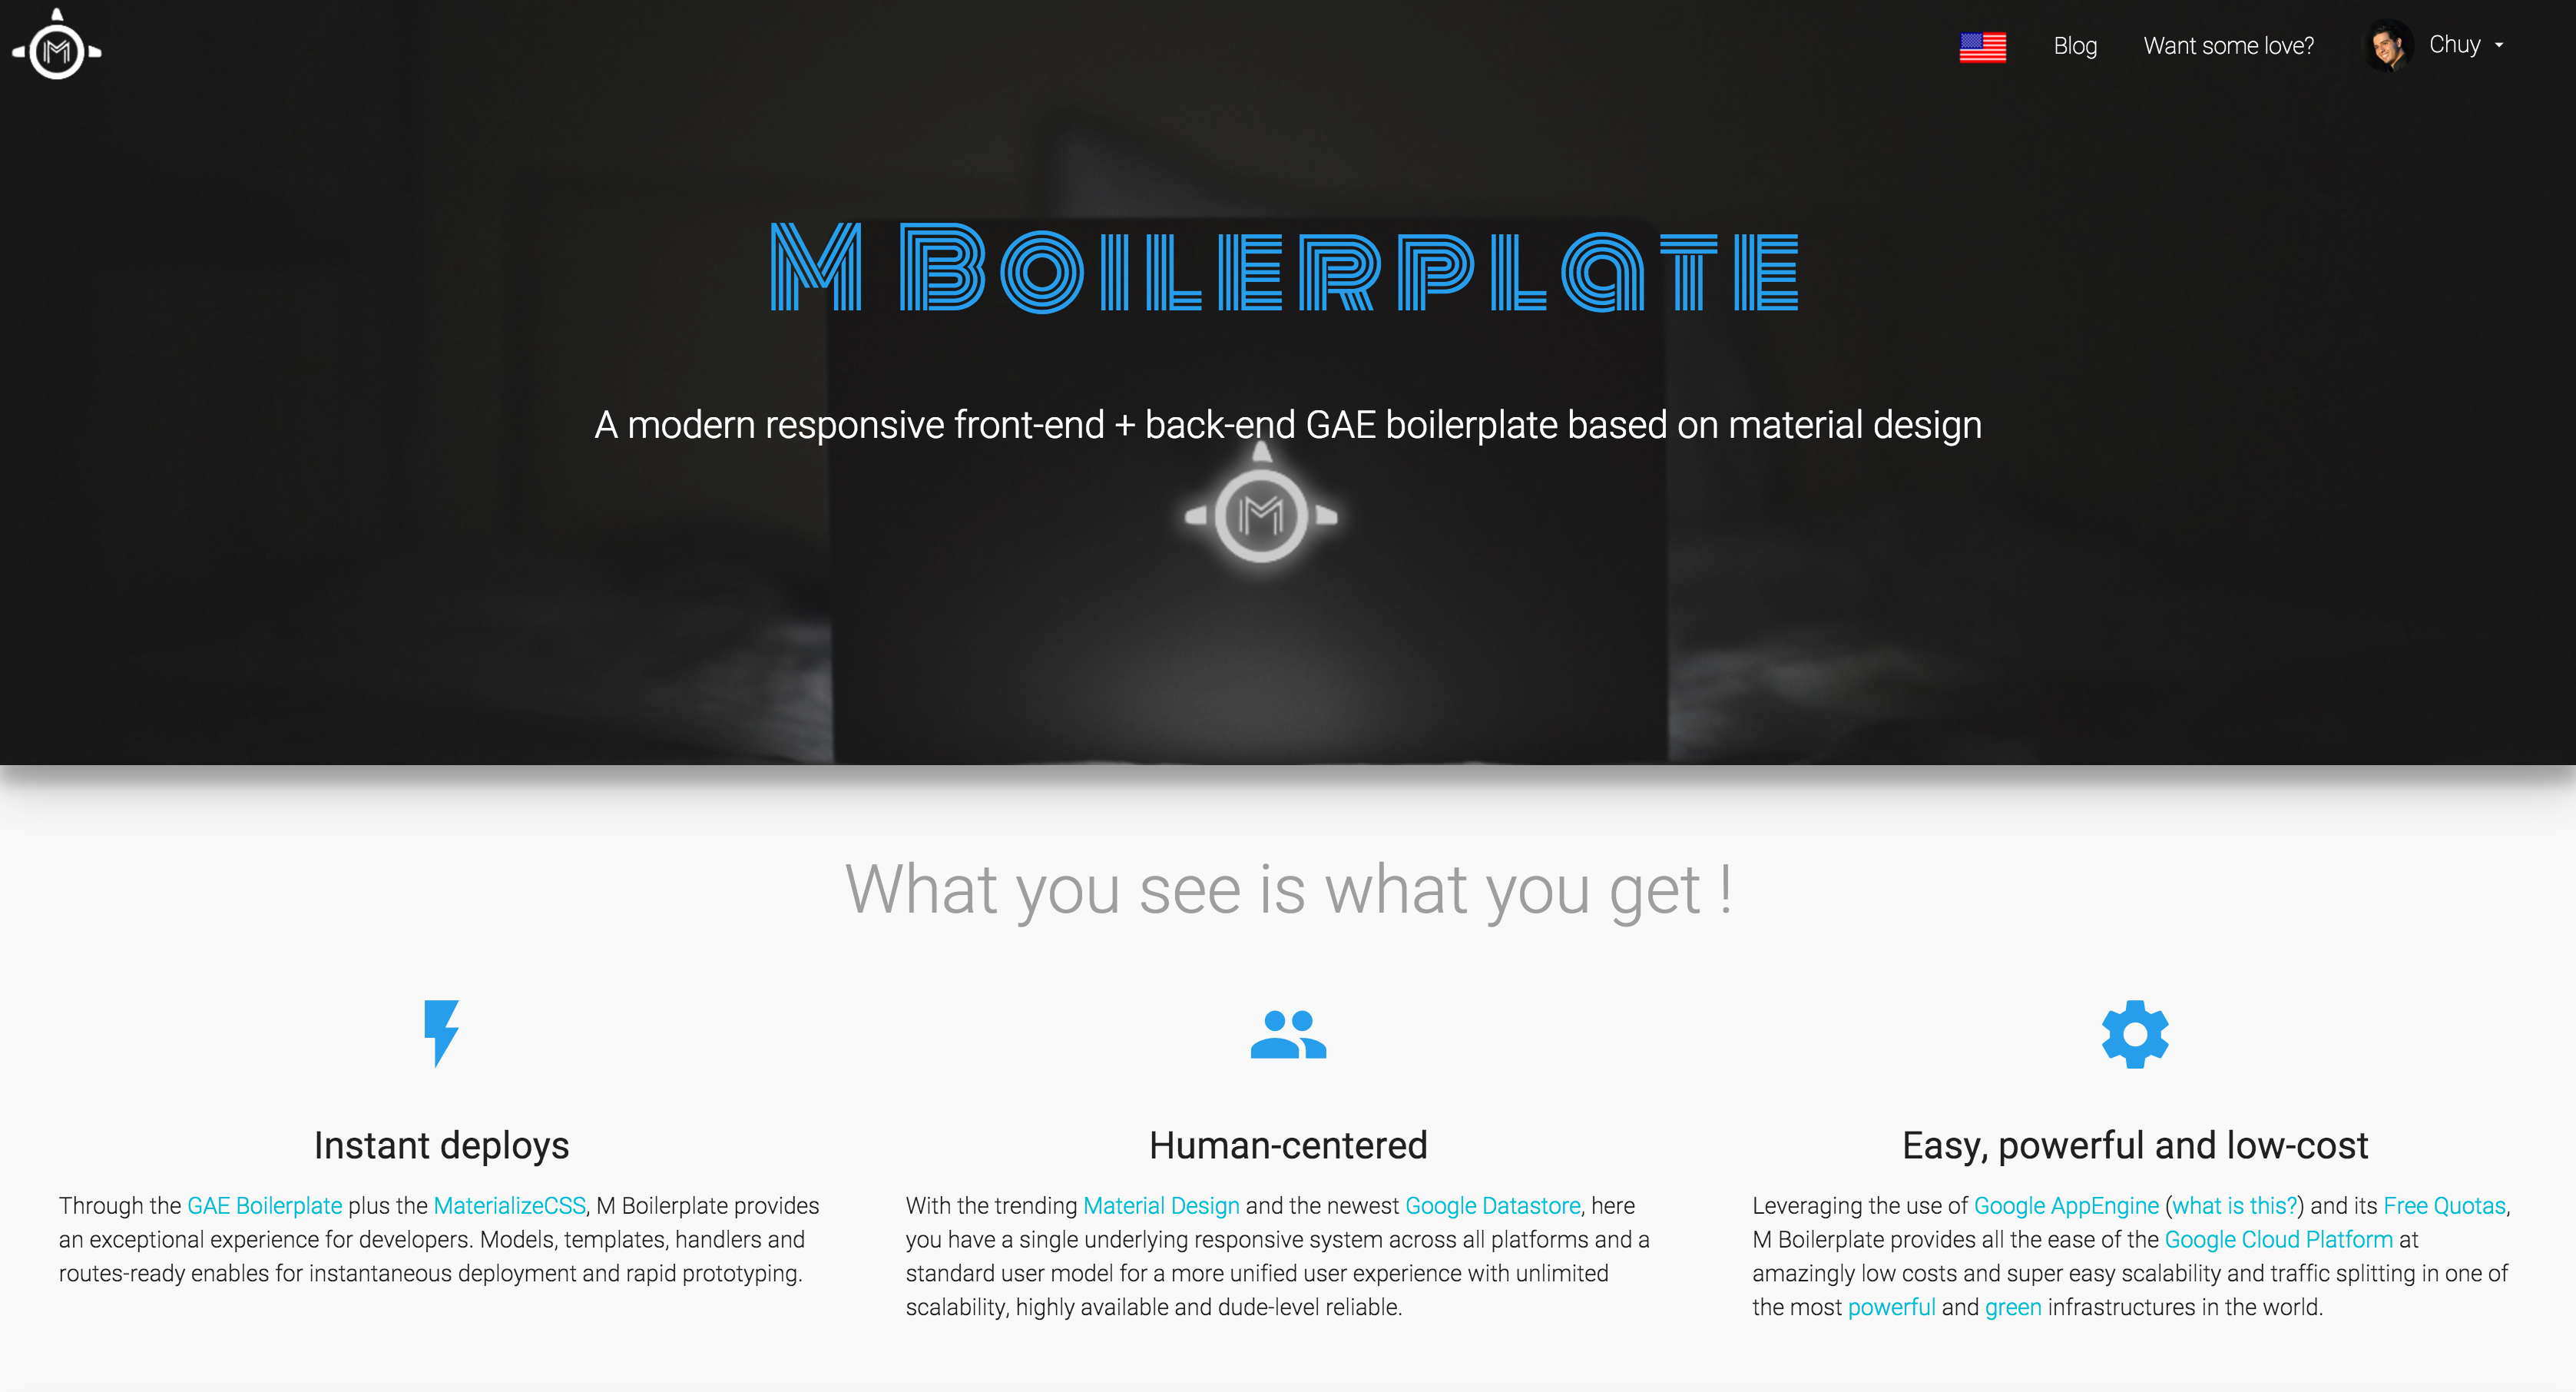 M
Blog
Want some love?
Chuy
M Boilerplate
A modern responsive front-end + back-end GAE boilerplate based on material design
M
What you see is what you get !
Instant deploys
Through the GAE Boilerplate plus the MaterializeCSS, M Boilerplate provides
an exceptional experience for developers. Models, templates, handlers and
routes-ready enables for instantaneous deployment and rapid prototyping.
Human-centered
With the trending Material Design and the newest Google Datastore, here
you have a single underlying responsive system across all platforms and a
standard user model for a more unified user experience with unlimited
scalability, highly available and dude-level reliable.
Easy, powerful and low-cost
Leveraging the use of Google AppEngine (what is this?) and its Free Quotas,
M Boilerplate provides all the ease of the Google Cloud Platform at
amazingly low costs and super easy scalability and traffic splitting in one of
the most powerful and green infrastructures in the world.